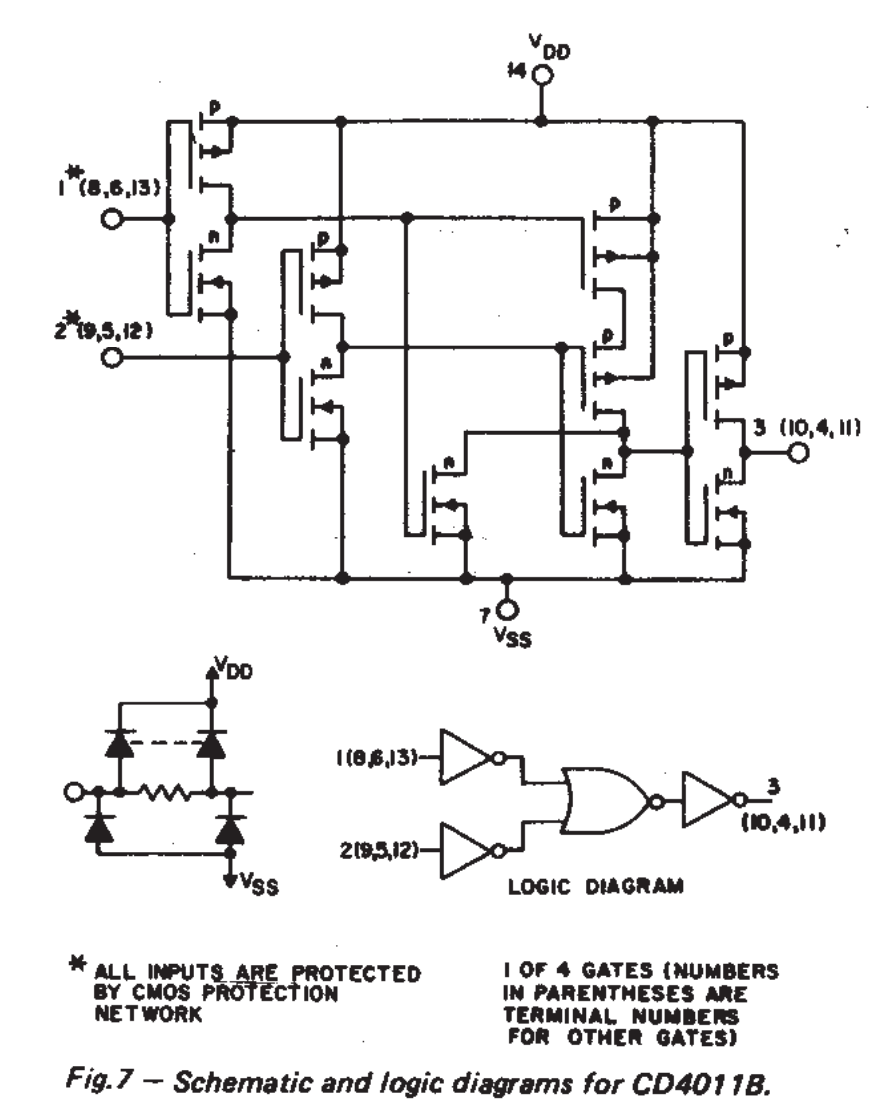 VDD
14
p
1*(8,6,13)
n
p
p
2*(9,5,12)
n
p
p
3 (10,4,11)
n
n
n
7
VSS
VDD
1(8,6,13)
3
(10,4,11)
2(9,5,12)
VSS
LOGIC DIAGRAM
* ALL INPUTS ARE PROTECTED
BY CMOS PROTECTION
NETWORK
1 OF 4 GATES (NUMBERS
IN PARENTHESES ARE
TERMINAL NUMBERS
FOR OTHER GATES)
Fig.7 – Schematic and logic diagrams for CD4011B.